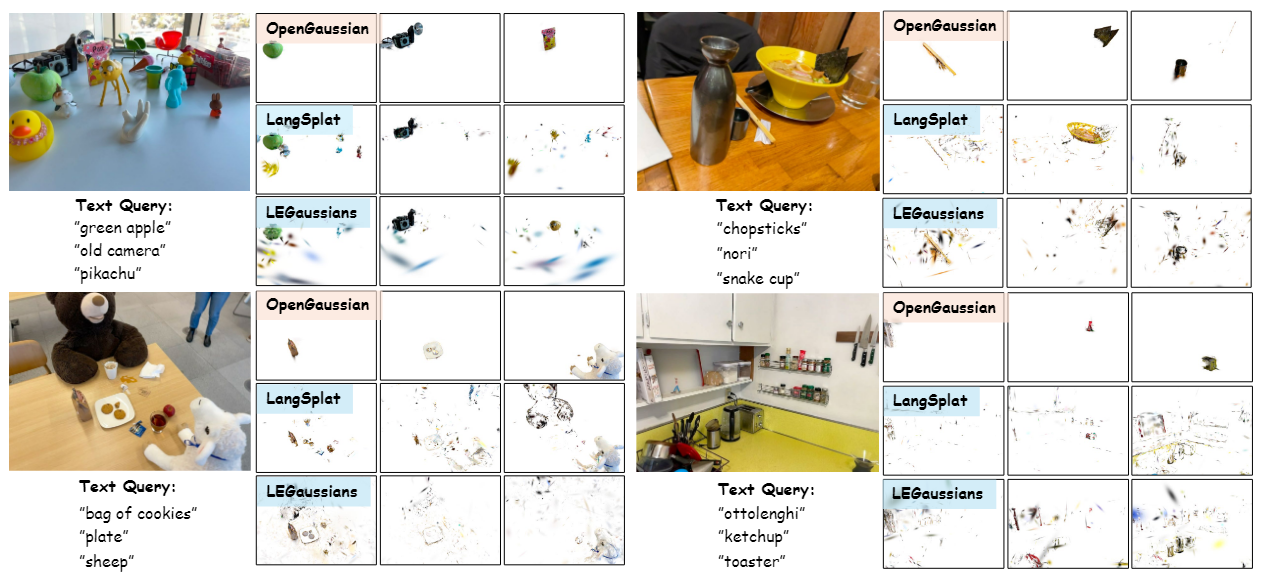 OpenGaussian
LangSplat
LEGaussians
Text Query:
"green apple"
"old camera"
"pikachu"
OpenGaussian
LangSplat
LEGaussians
Text Query:
"chopsticks"
"nori"
"snake cup"
OpenGaussian
LangSplat
LEGaussians
Text Query:
"bag of cookies"
"plate"
"sheep"
OpenGaussian
LangSplat
LEGaussians
Text Query:
"ottolenghi"
"ketchup"
"toaster"